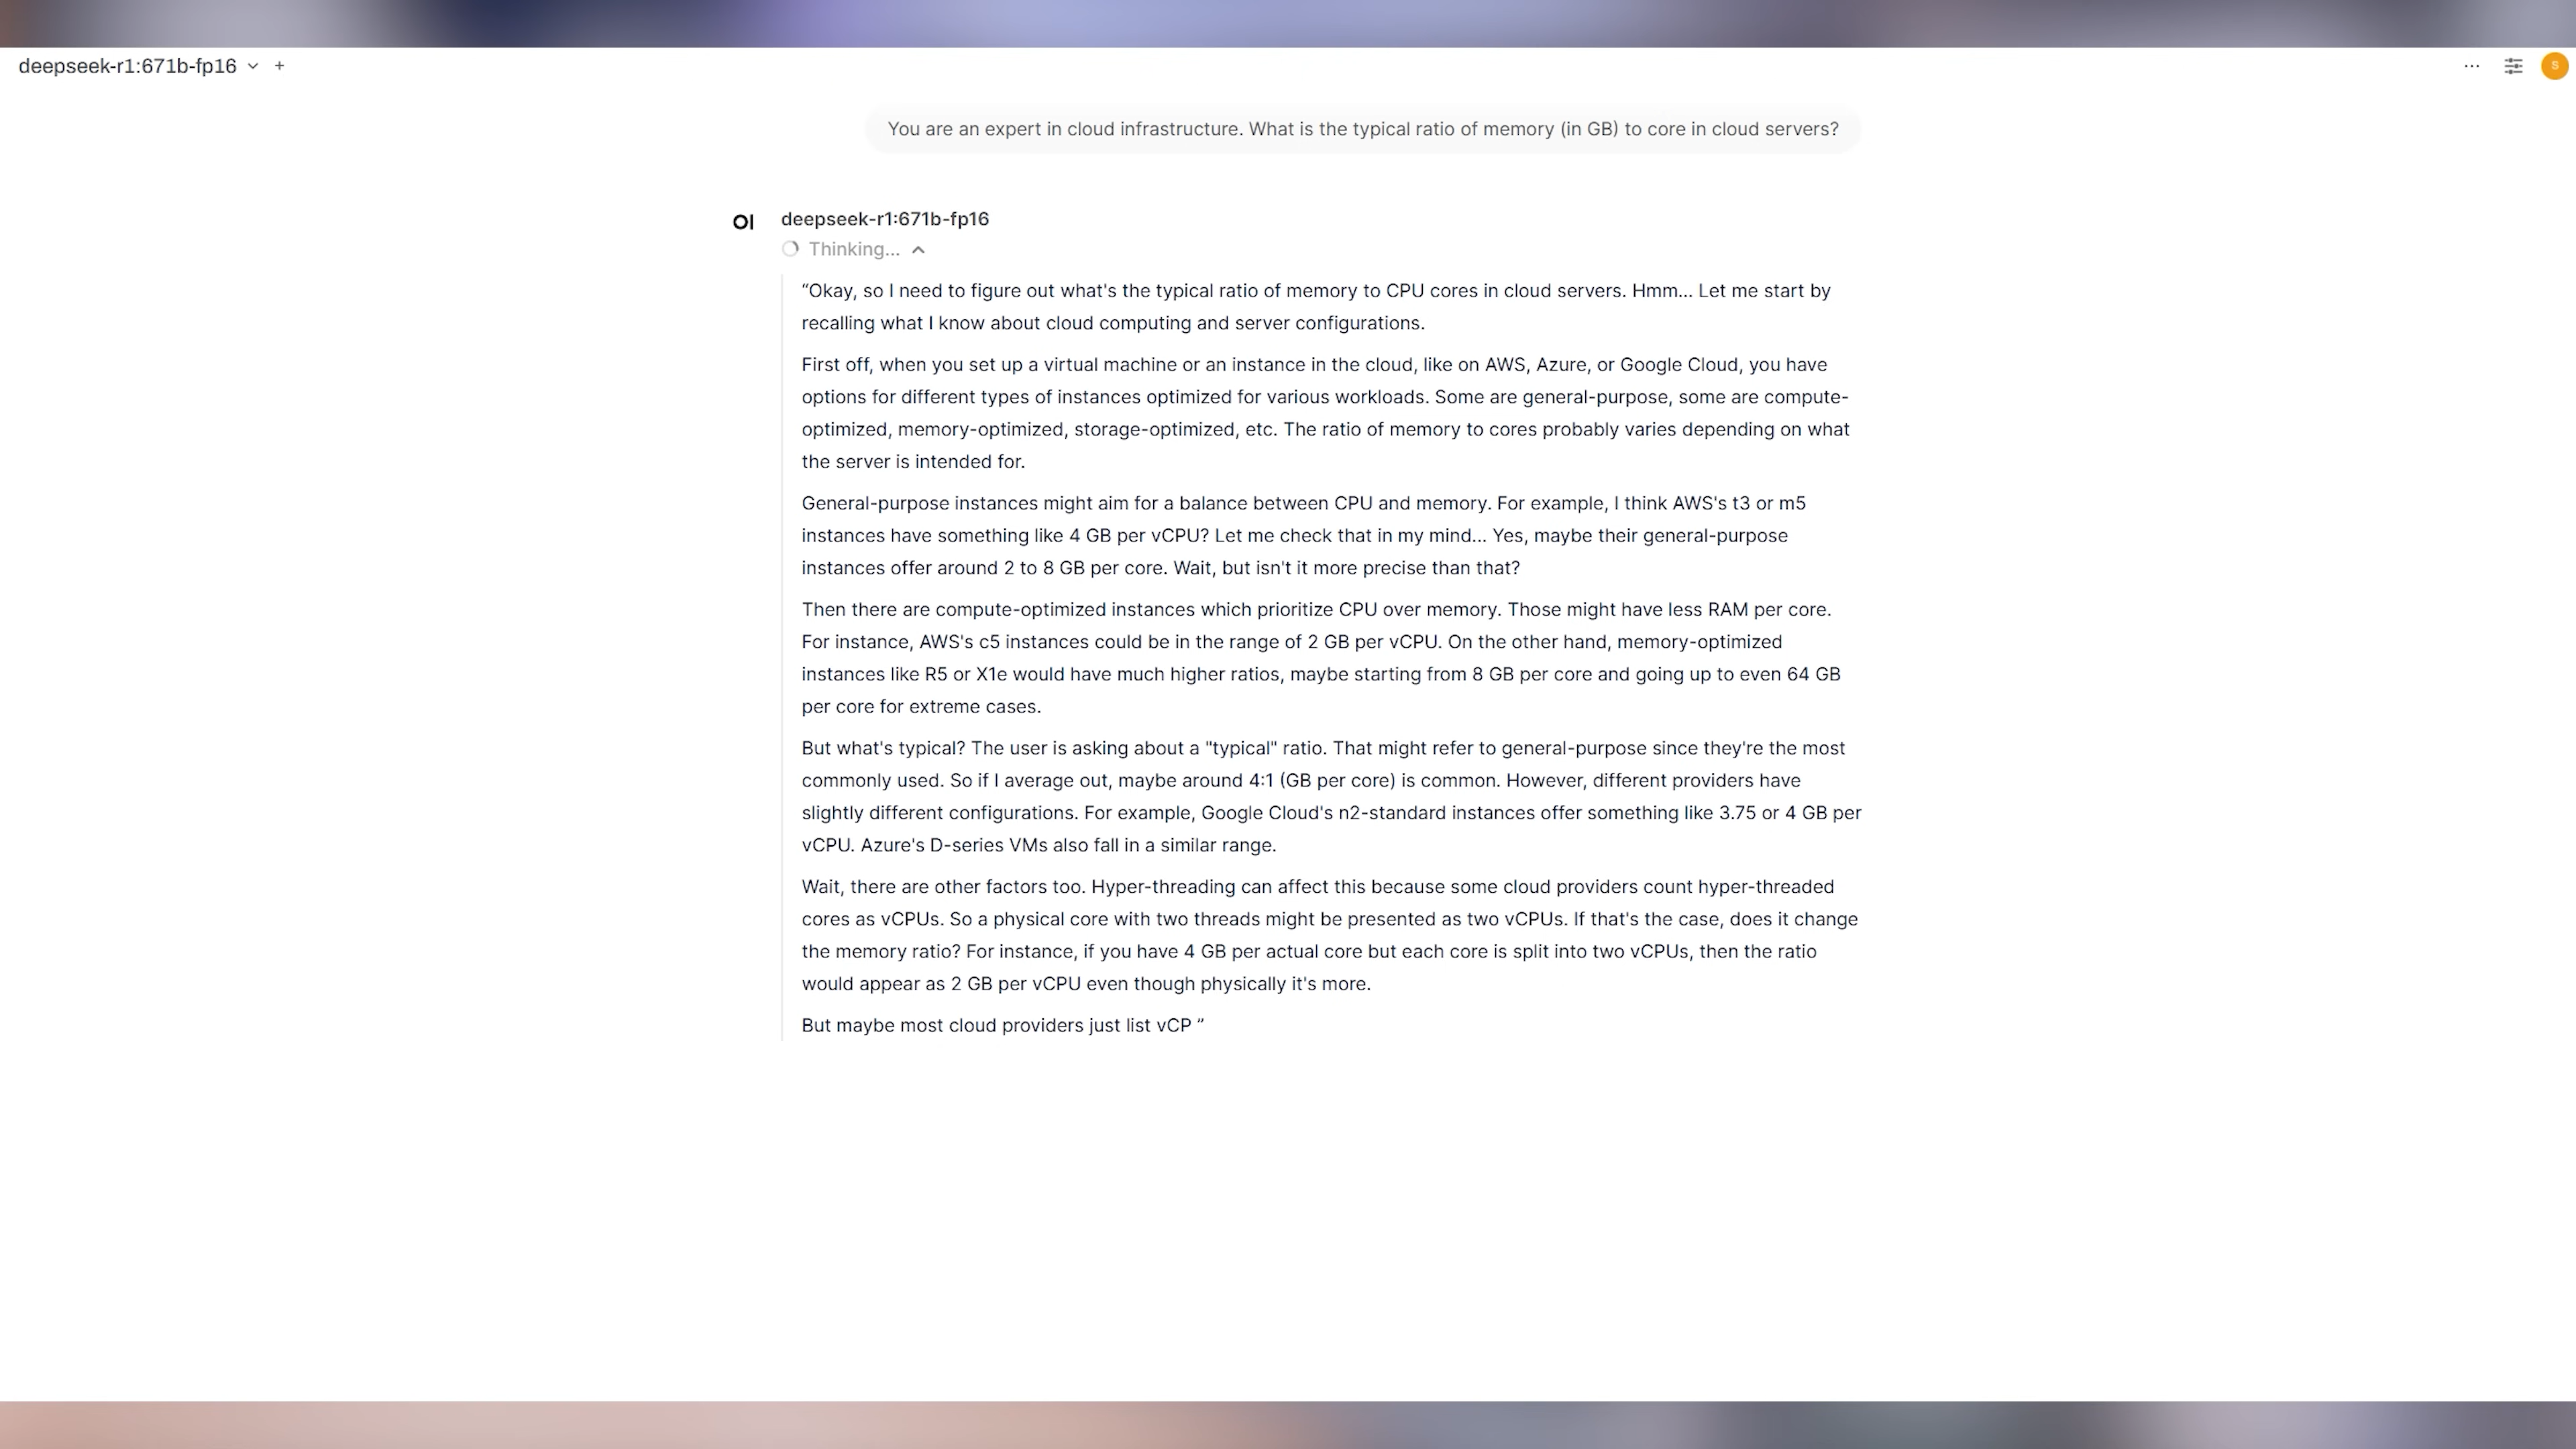 deepseek-r1:671b-fp16
S
You are an expert in cloud infrastructure. What is the typical ratio of memory (in GB) to core in cloud servers?
OI deepseek-r1:671b-fp16
Thinking...
“Okay, so I need to figure out what's the typical ratio of memory to CPU cores in cloud servers. Hmm... Let me start by
recalling what I know about cloud computing and server configurations.
First off, when you set up a virtual machine or an instance in the cloud, like on AWS, Azure, or Google Cloud, you have
options for different types of instances optimized for various workloads. Some are general-purpose, some are compute-
optimized, memory-optimized, storage-optimized, etc. The ratio of memory to cores probably varies depending on what
the server is intended for.
General-purpose instances might aim for a balance between CPU and memory. For example, I think AWS's t3 or m5
instances have something like 4 GB per vCPU? Let me check that in my mind... Yes, maybe their general-purpose
instances offer around 2 to 8 GB per core. Wait, but isn't it more precise than that?
Then there are compute-optimized instances which prioritize CPU over memory. Those might have less RAM per core.
For instance, AWS's c5 instances could be in the range of 2 GB per vCPU. On the other hand, memory-optimized
instances like R5 or X1e would have much higher ratios, maybe starting from 8 GB per core and going up to even 64 GB
per core for extreme cases.
But what's typical? The user is asking about a "typical" ratio. That might refer to general-purpose since they're the most
commonly used. So if I average out, maybe around 4:1 (GB per core) is common. However, different providers have
slightly different configurations. For example, Google Cloud's n2-standard instances offer something like 3.75 or 4 GB per
vCPU. Azure's D-series VMs also fall in a similar range.
Wait, there are other factors too. Hyper-threading can affect this because some cloud providers count hyper-threaded
cores as vCPUs. So a physical core with two threads might be presented as two vCPUs. If that's the case, does it change
the memory ratio? For instance, if you have 4 GB per actual core but each core is split into two vCPUs, then the ratio
would appear as 2 GB per vCPU even though physically it's more.
But maybe most cloud providers just list vCP ”